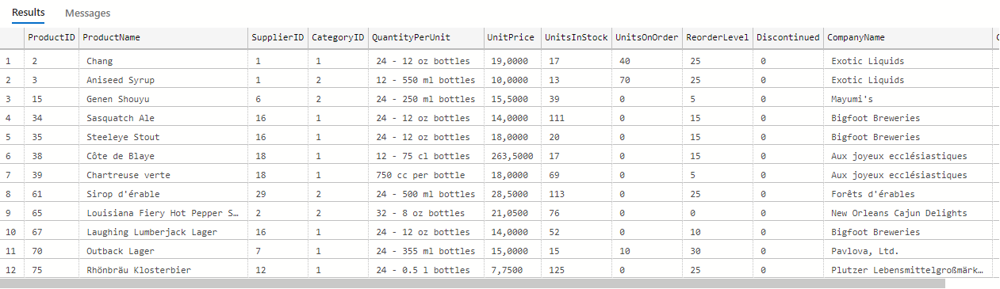 Results Messages
ProductID ProductName SupplierID CategoryID QuantityPerUnit UnitPrice UnitsInStock UnitsOnOrder ReorderLevel Discontinued CompanyName
1 2 Chang 1 1 24 - 12 oz bottles 19,0000 17 40 25 0 Exotic Liquids
2 3 Aniseed Syrup 1 2 12 - 550 ml bottles 10,0000 13 70 25 0 Exotic Liquids
3 15 Genen Shouyu 6 2 24 - 250 ml bottles 15,5000 39 0 5 0 Mayumi's
4 34 Sasquatch Ale 16 1 24 - 12 oz bottles 14,0000 111 0 15 0 Bigfoot Breweries
5 35 Steeleye Stout 16 1 24 - 12 oz bottles 18,0000 20 0 15 0 Bigfoot Breweries
6 38 Côte de Blaye 18 1 12 - 75 cl bottles 263,5000 17 0 15 0 Aux joyeux ecclésiastiques
7 39 Chartreuse verte 18 1 750 cc per bottle 18,0000 69 0 5 0 Aux joyeux ecclésiastiques
8 61 Sirop d'érable 29 2 24 - 500 ml bottles 28,5000 113 0 25 0 Forêts d'érables
9 65 Louisiana Fiery Hot Pepper S… 2 2 32 - 8 oz bottles 21,0500 76 0 0 0 New Orleans Cajun Delights
10 67 Laughing Lumberjack Lager 16 1 24 - 12 oz bottles 14,0000 52 0 10 0 Bigfoot Breweries
11 70 Outback Lager 7 1 24 - 355 ml bottles 15,0000 15 10 30 0 Pavlova, Ltd.
12 75 Rhönbräu Klosterbier 12 1 24 - 0.5 l bottles 7,7500 125 0 25 0 Plutzer Lebensmittelgroßmärk…